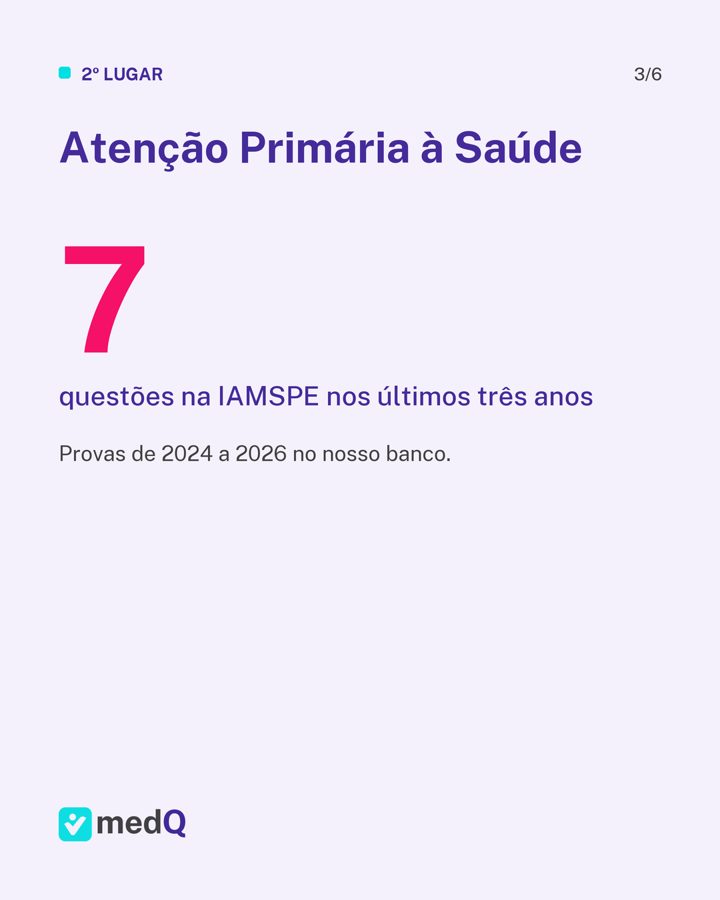 2º LUGAR
3/6
Atenção Primária à Saúde
7
questões na IAMSPE nos últimos três anos
Provas de 2024 a 2026 no nosso banco.
medQ